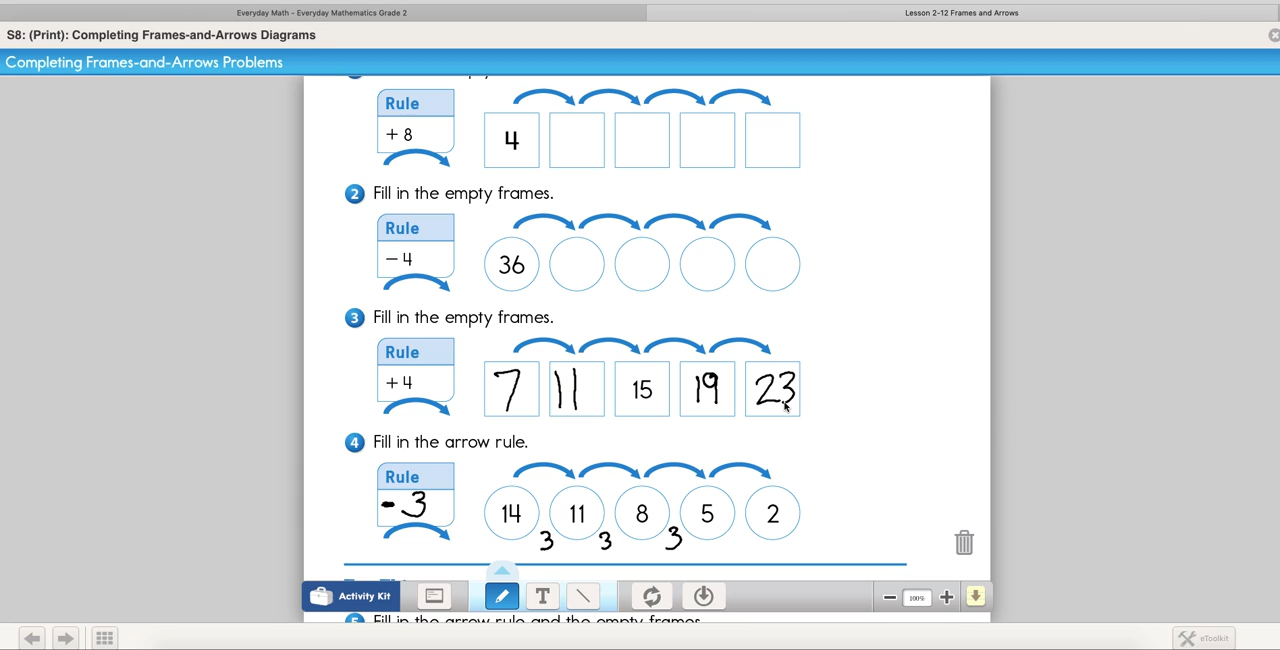 Everyday Math - Everyday Mathematics Grade 2 Lesson 2-12 Frames and Arrows
S8: (Print): Completing Frames-and-Arrows Diagrams
Completing Frames-and-Arrows Problems
Rule
+ 8 4
2 Fill in the empty frames.
Rule
− 4 36
3 Fill in the empty frames.
Rule
+ 4 7 11 15 19 23
4 Fill in the arrow rule.
Rule
- 3 14 11 8 5 2
3 3 3
Activity Kit T 100%
Fill in the arrow rule and the empty frames.
eToolkit